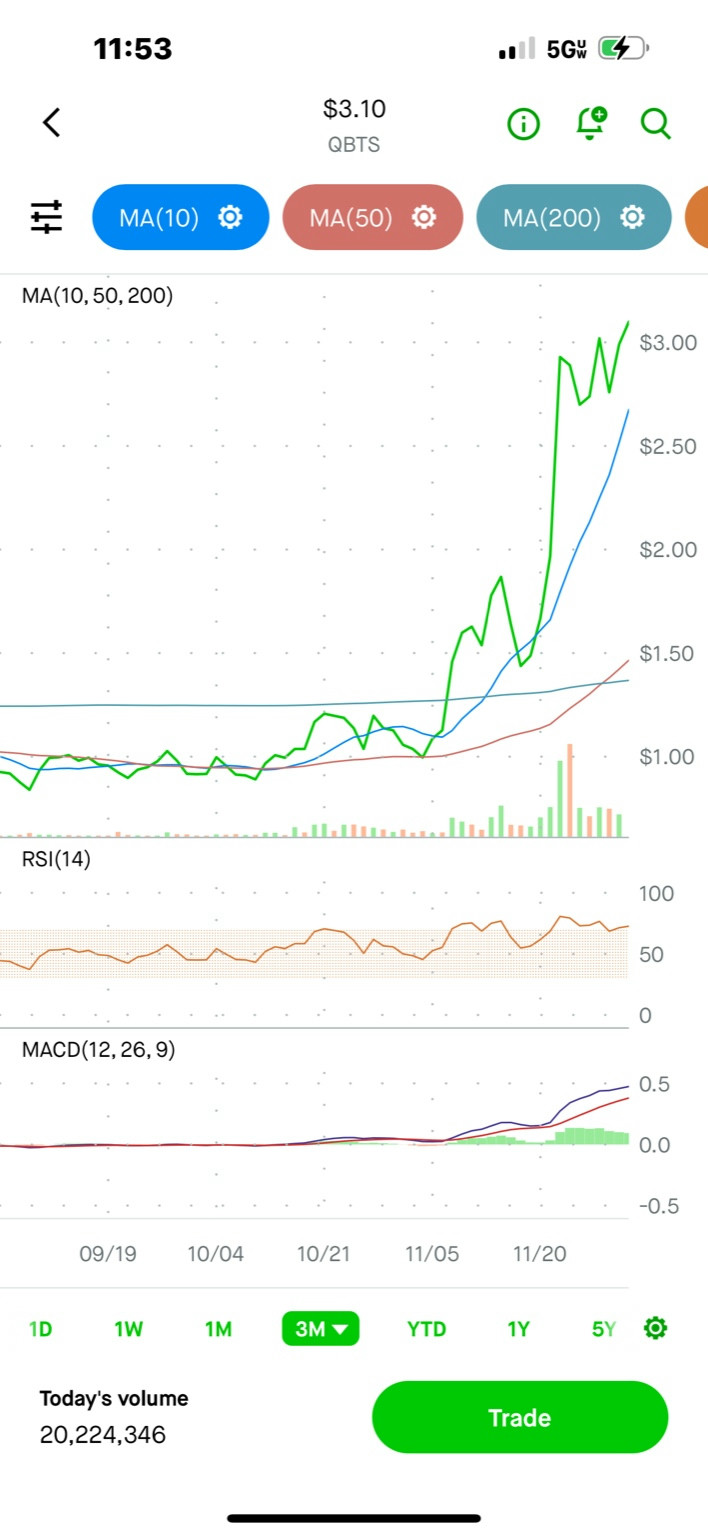 11:53
5GUW
$3.10
QBTS
MA(10)
MA(50)
MA(200)
MA(10, 50, 200)
$3.00
$2.50
$2.00
$1.50
$1.00
RSI(14)
100
50
0
MACD(12, 26, 9)
0.5
0.0
-0.5
09/19 10/04 10/21 11/05 11/20
1D 1W 1M 3M YTD 1Y 5Y
Today's volume
20,224,346
Trade